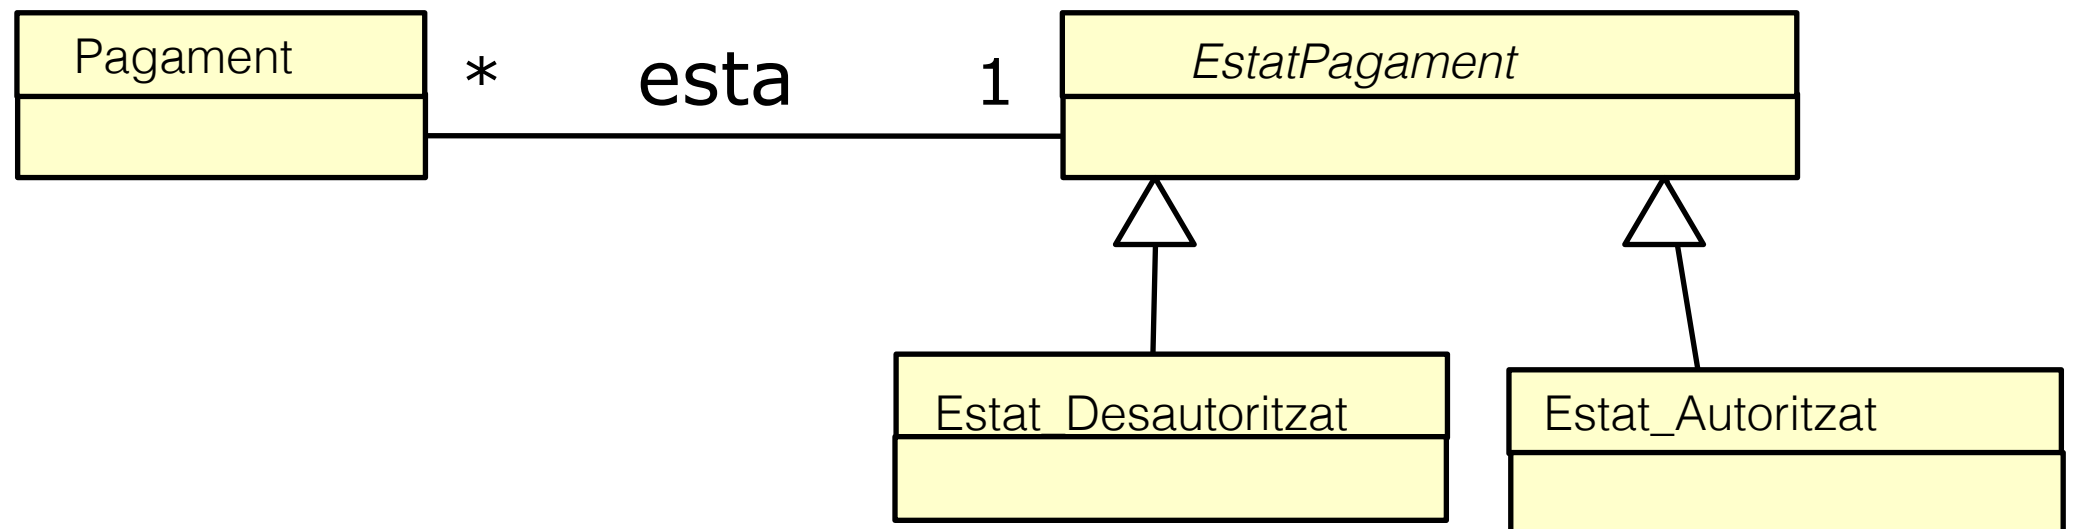 Pagament
* esta 1
EstatPagament
Estat_Desautoritzat
Estat_Autoritzat